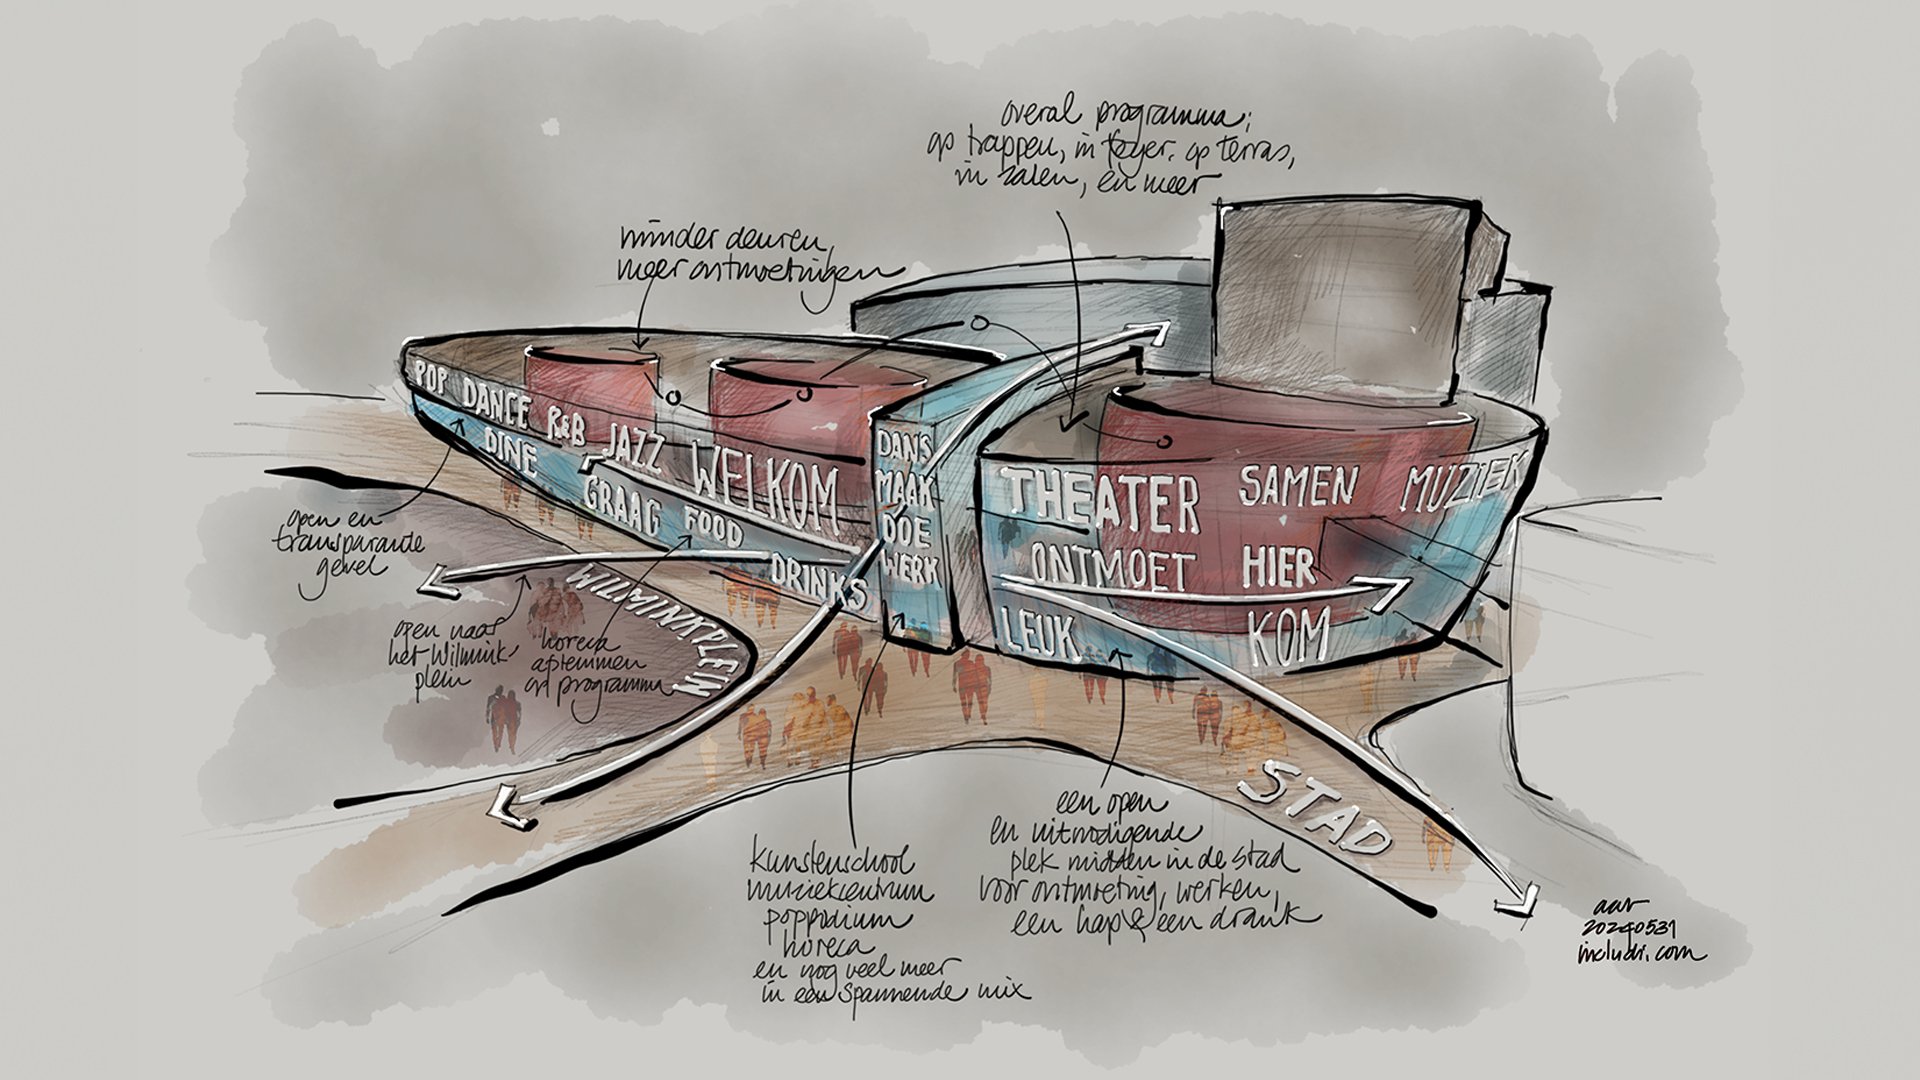 overal programma;
op trappen, in foyer. op terras,
in zalen, en meer
minder deuren,
meer ontmoetingen
POP DANCE R&B JAZZ WELKOM
DINE GRAAG FOOD DRINKS
DANS
MAAK
DOE
WERK
THEATER SAMEN MUZIEK
ONTMOET HIER
LEUK KOM
open en
transparante
gevel
WILMINKPLEIN
open naar
het Wilmink-
plein
horeca
afstemmen
op programma
STAD
kunstenschool
muziekcentrum
poppodium
horeca
en nog veel meer
in een spannende mix
een open
en uitnodigende
plek midden in de stad
voor ontmoeting, werken,
een hap & een drank
aar
20240531
includi.com